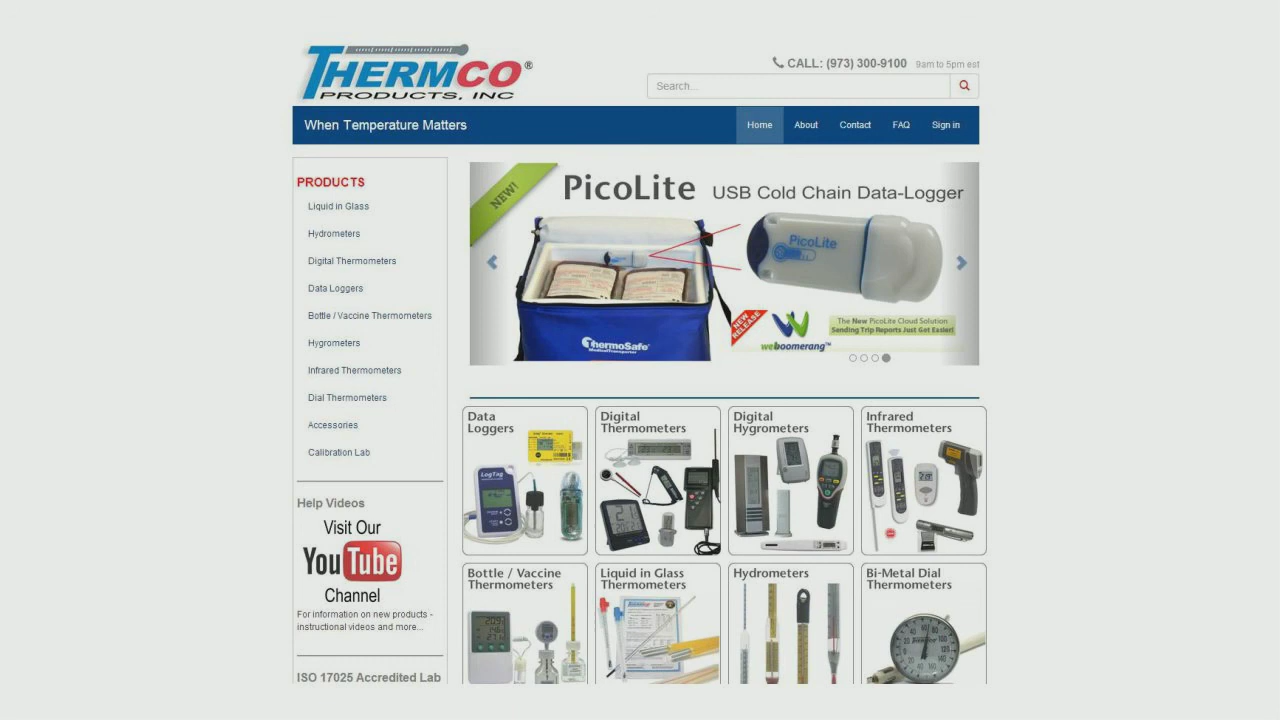 THERMCO®
PRODUCTS, INC
CALL: (973) 300-9100 9am to 5pm est
Search...
When Temperature Matters
Home About Contact FAQ Sign in
PRODUCTS
Liquid in Glass
Hydrometers
Digital Thermometers
Data Loggers
Bottle / Vaccine Thermometers
Hygrometers
Infrared Thermometers
Dial Thermometers
Accessories
Calibration Lab
Help Videos
Visit Our
YouTube
Channel
For information on new products -
instructional videos and more...
ISO 17025 Accredited Lab
NEW!
PicoLite USB Cold Chain Data-Logger
PicoLite
ThermoSafe
MedicalTransporter
NEW
RELEASE
weboomerang™
The New PicoLite Cloud Solution
Sending Trip Reports Just Got Easier!
Data
Loggers
LogTag
Digital
Thermometers
Digital
Hygrometers
Infrared
Thermometers
Bottle / Vaccine
Thermometers
Liquid in Glass
Thermometers
THERMCO
Hydrometers
Bi-Metal Dial
Thermometers
THERMCO